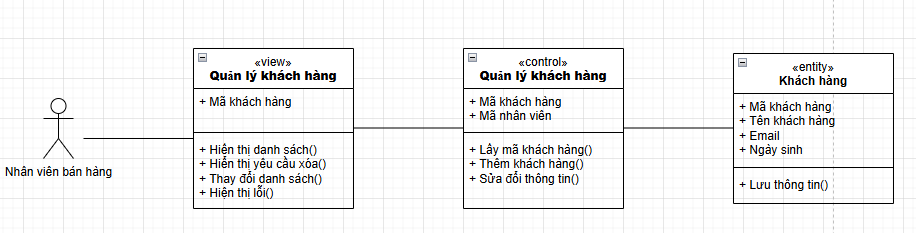 «view»
Quản lý khách hàng
+ Mã khách hàng
+ Hiển thị danh sách()
+ Hiển thị yêu cầu xóa()
+ Thay đổi danh sách()
+ Hiện thị lỗi()
«control»
Quản lý khách hàng
+ Mã khách hàng
+ Mã nhân viên
+ Lấy mã khách hàng()
+ Thêm khách hàng()
+ Sửa đổi thông tin()
«entity»
Khách hàng
+ Mã khách hàng
+ Tên khách hàng
+ Email
+ Ngày sinh
+ Lưu thông tin()
Nhân viên bán hàng